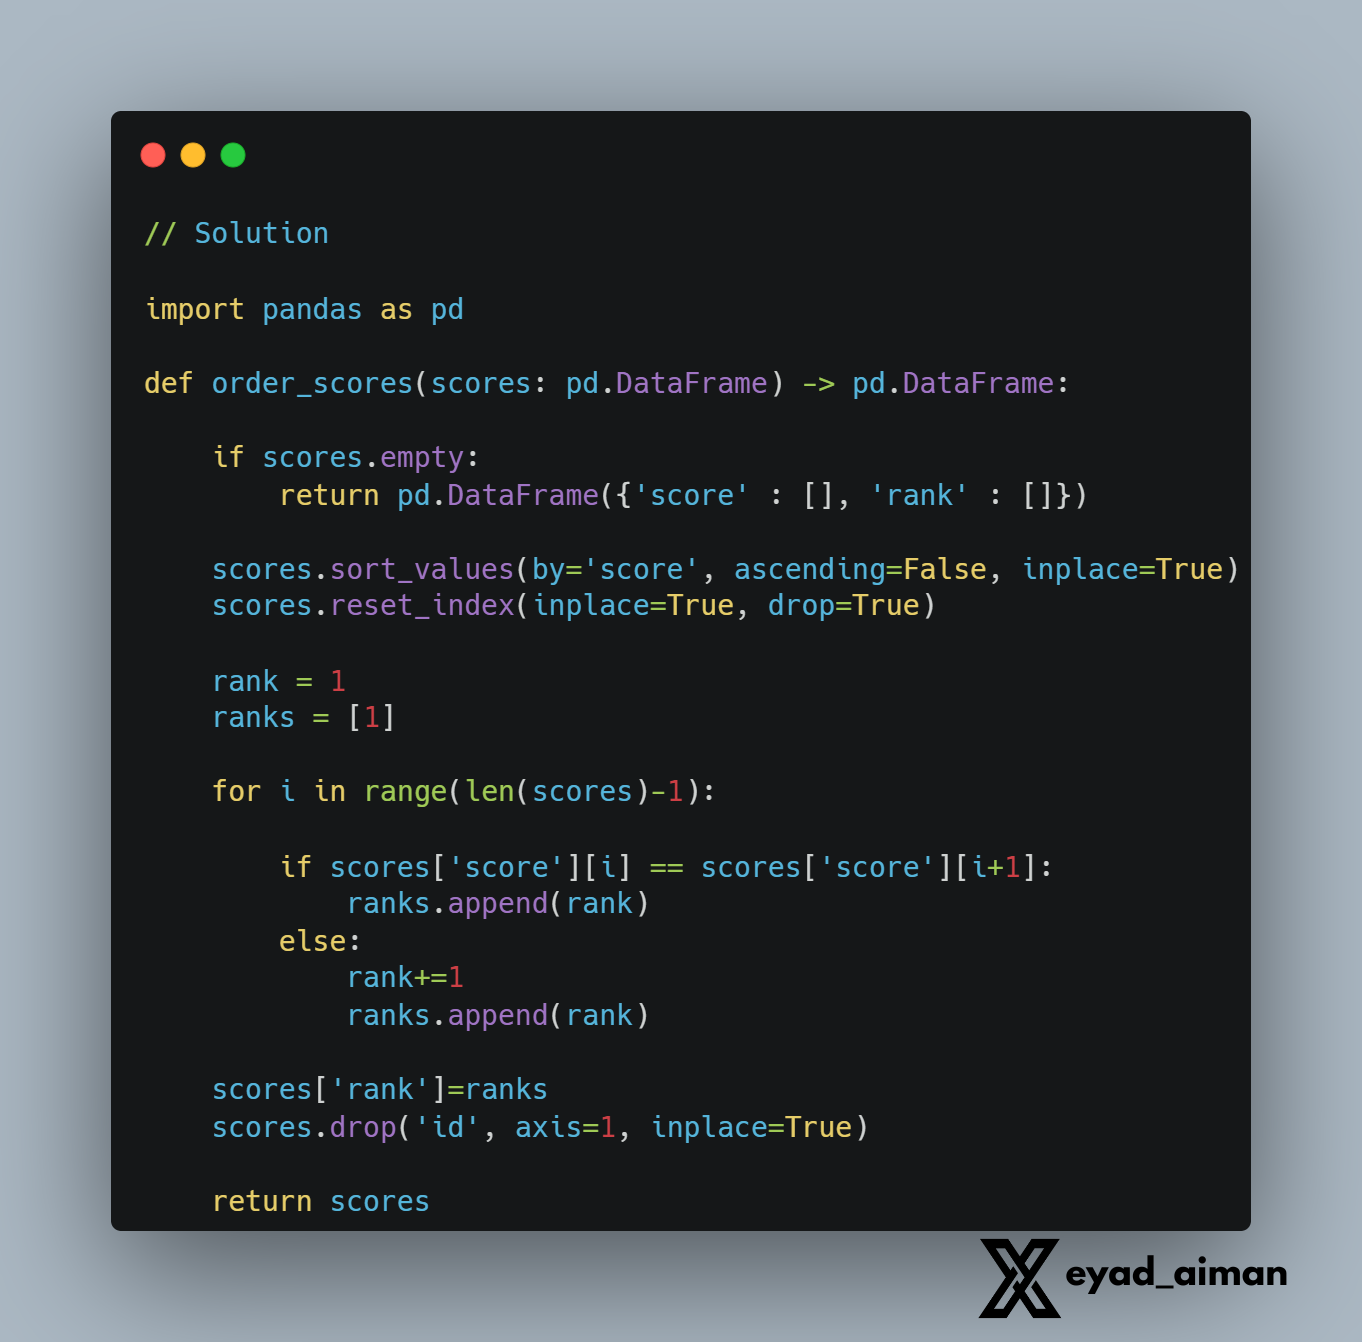 // Solution
import pandas as pd
def order_scores(scores: pd.DataFrame) -> pd.DataFrame:
    if scores.empty:
        return pd.DataFrame({'score' : [], 'rank' : []})
    scores.sort_values(by='score', ascending=False, inplace=True)
    scores.reset_index(inplace=True, drop=True)
    rank = 1
    ranks = [1]
    for i in range(len(scores)-1):
        if scores['score'][i] == scores['score'][i+1]:
            ranks.append(rank)
        else:
            rank+=1
            ranks.append(rank)
    scores['rank']=ranks
    scores.drop('id', axis=1, inplace=True)
    return scores
eyad_aiman